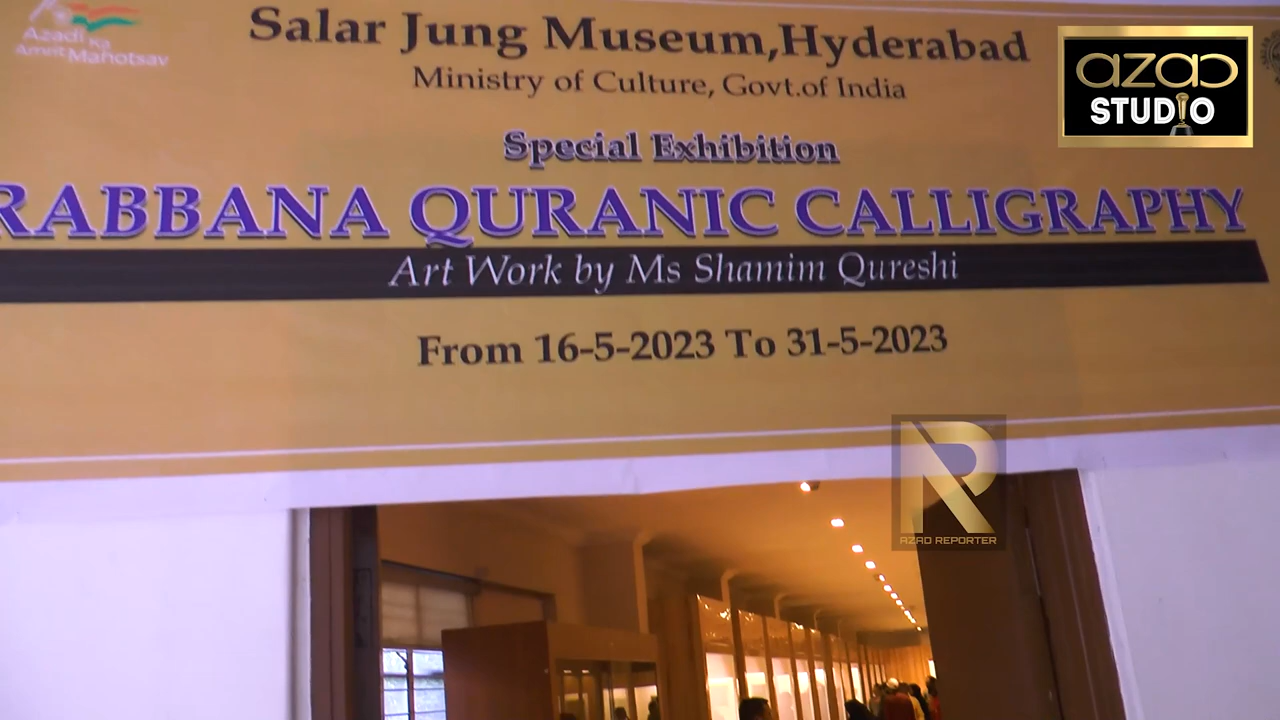 Azadi
Ka
Amrit Mahotsav
Salar Jung Museum,Hyderabad
Ministry of Culture, Govt.of India
azad
STUDIO
Special Exhibition
RABBANA QURANIC CALLIGRAPHY
Art Work by Ms Shamim Qureshi
From 16-5-2023 To 31-5-2023
R
AZAD REPORTER